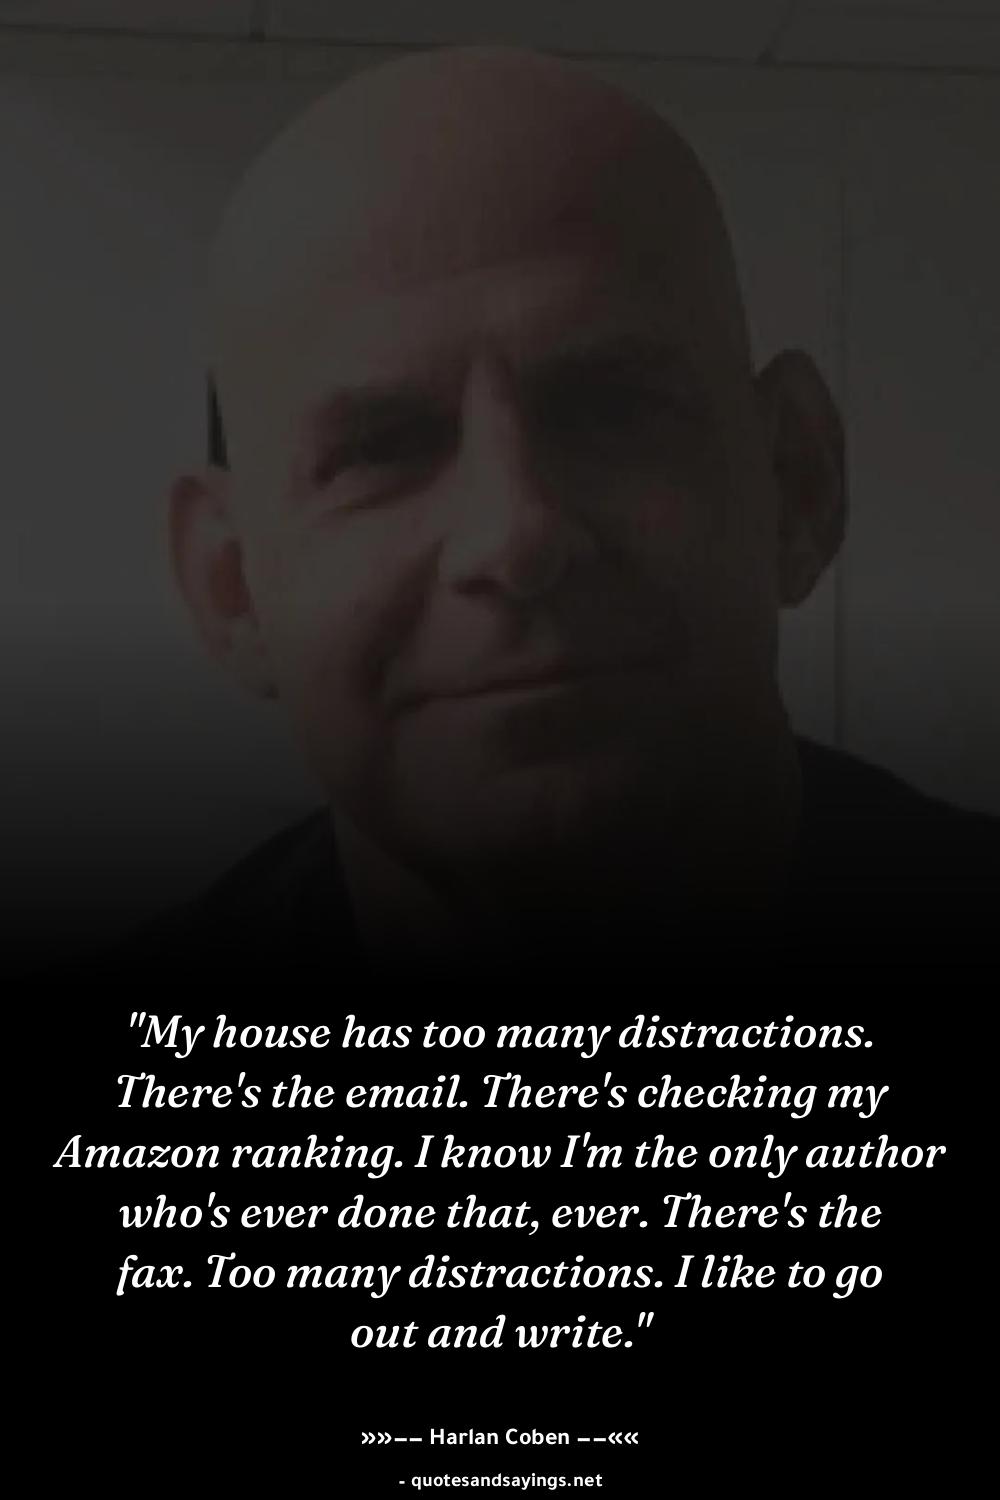 "My house has too many distractions.
There's the email. There's checking my
Amazon ranking. I know I'm the only author
who's ever done that, ever. There's the
fax. Too many distractions. I like to go
out and write."
»»–– Harlan Coben ––««
- quotesandsayings.net